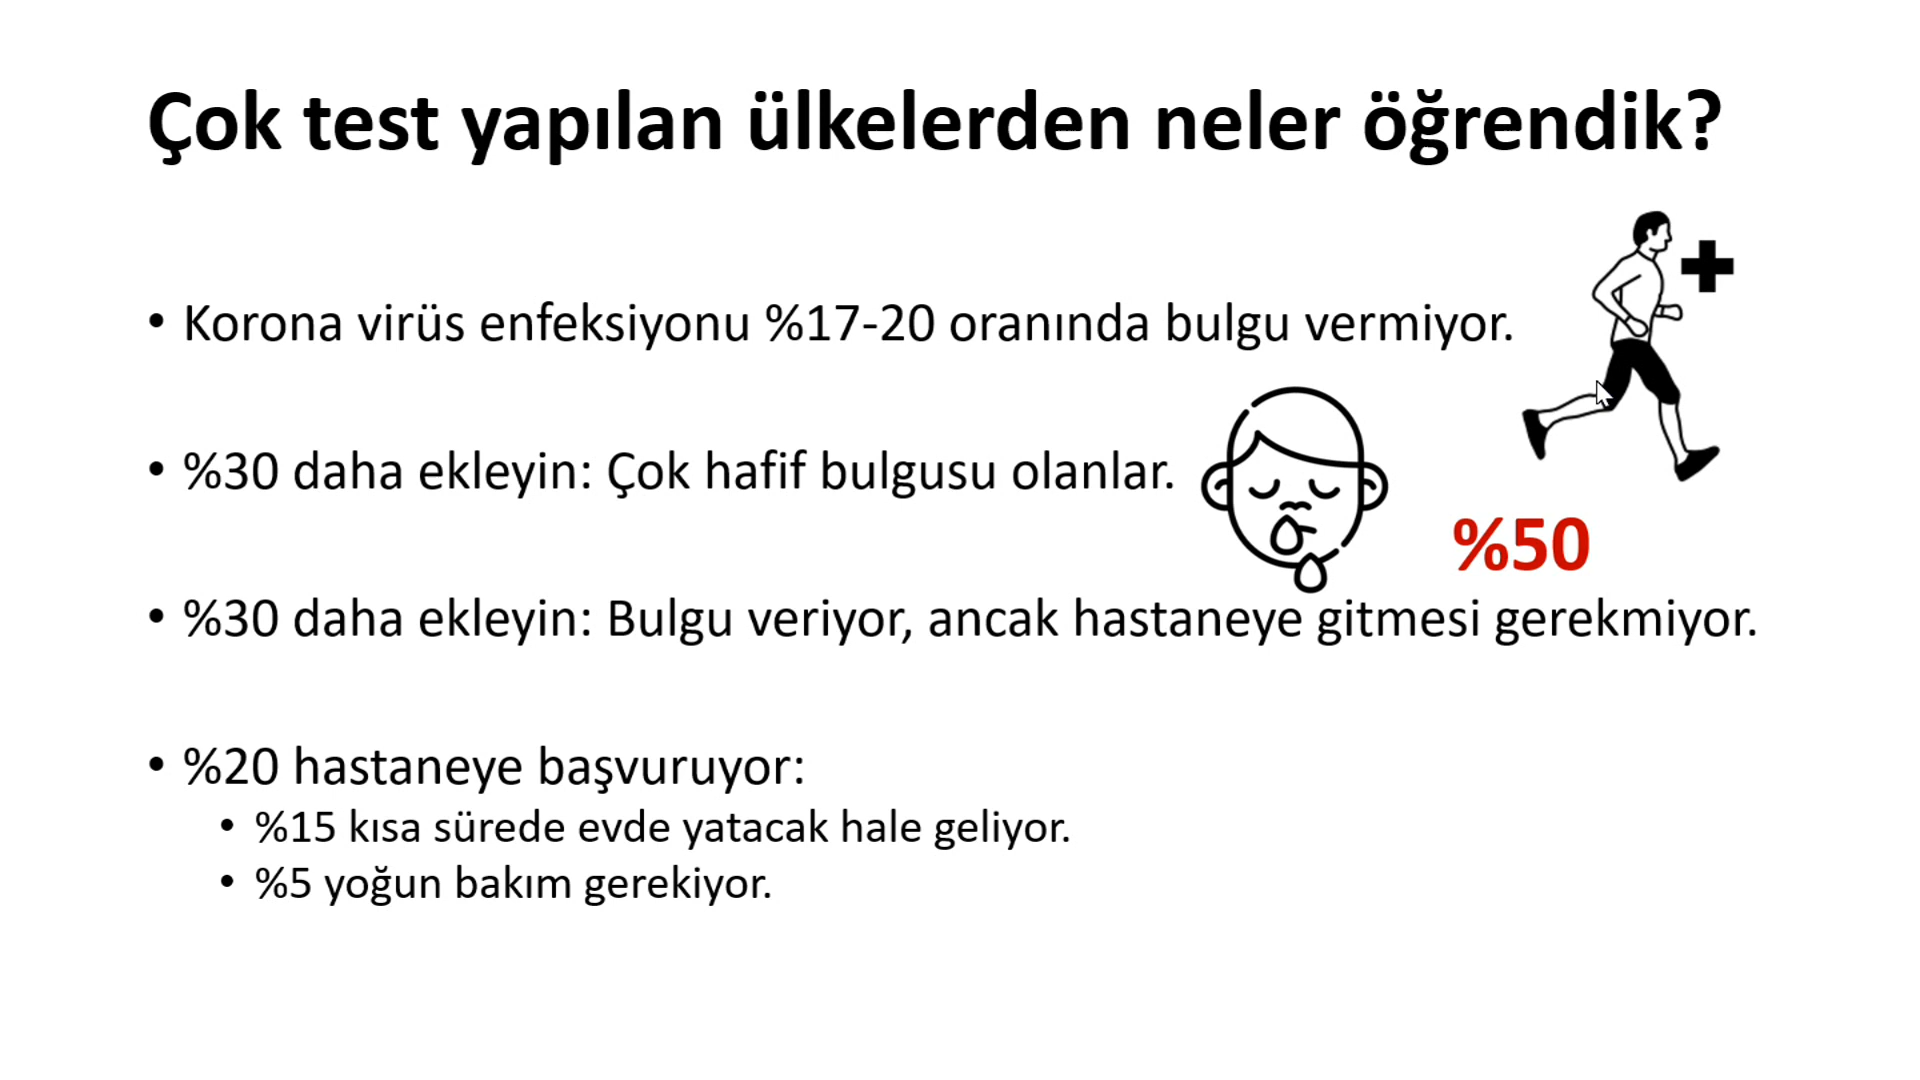 Çok test yapılan ülkelerden neler öğrendik?
• Korona virüs enfeksiyonu %17-20 oranında bulgu vermiyor.
• %30 daha ekleyin: Çok hafif bulgusu olanlar.
%50
• %30 daha ekleyin: Bulgu veriyor, ancak hastaneye gitmesi gerekmiyor.
• %20 hastaneye başvuruyor:
• %15 kısa sürede evde yatacak hale geliyor.
• %5 yoğun bakım gerekiyor.